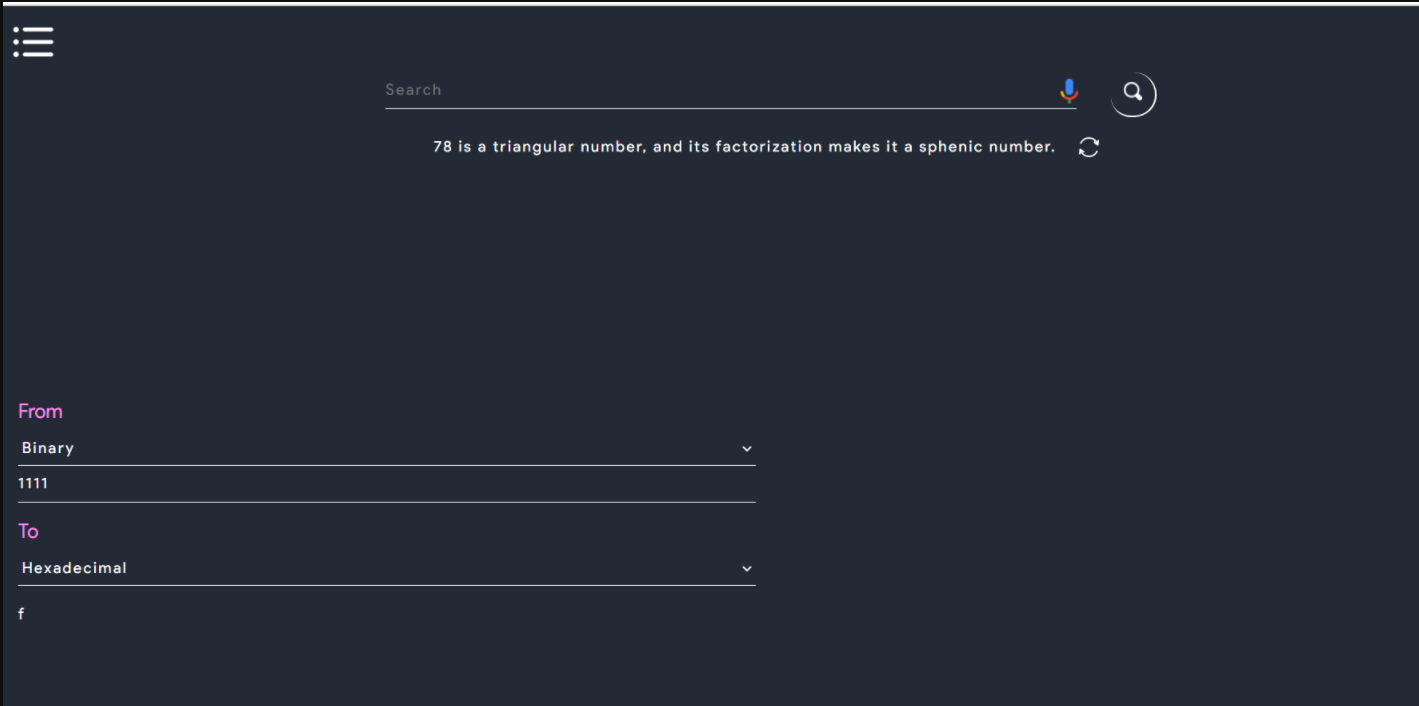 Search
78 is a triangular number, and its factorization makes it a sphenic number.
From
Binary
1111
To
Hexadecimal
f